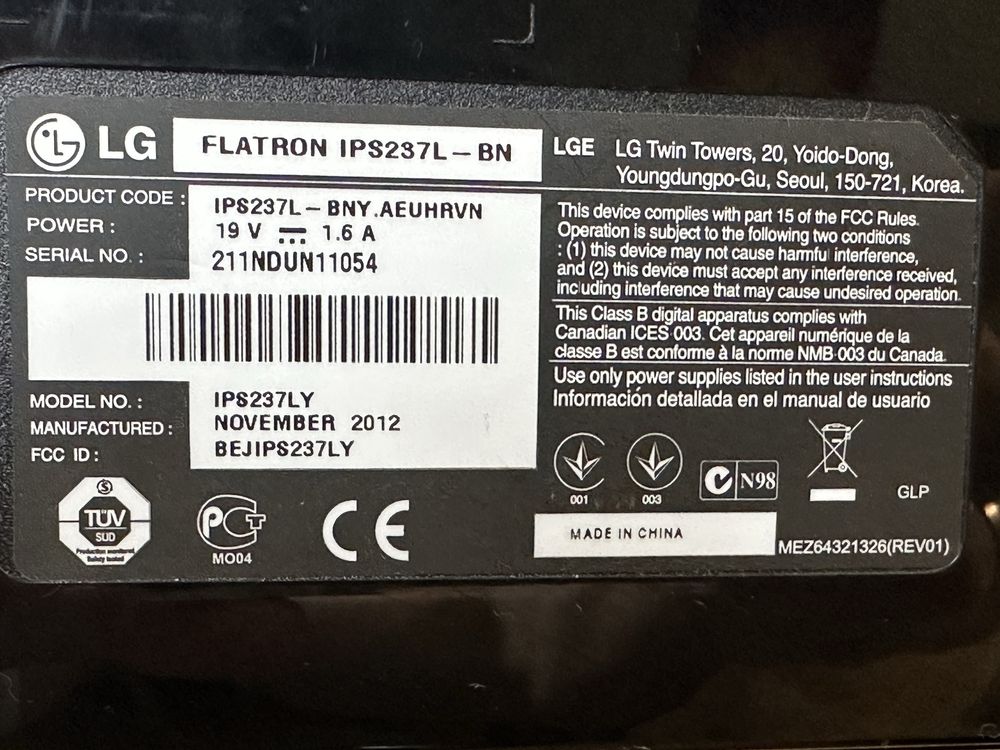 LG FLATRON IPS237L-BN
PRODUCT CODE : IPS237L-BNY.AEUHRVN
POWER : 19 V 1.6 A
SERIAL NO. : 211NDUN11054
MODEL NO. : IPS237LY
MANUFACTURED : NOVEMBER 2012
FCC ID : BEJIPS237LY
TÜV
SÜD
Production monitored
Safety tested
PCT
MO04
CE
LGE LG Twin Towers, 20, Yoido-Dong,
Youngdungpo-Gu, Seoul, 150-721, Korea.
This device complies with part 15 of the FCC Rules.
Operation is subject to the following two conditions
: (1) this device may not cause harmful interference,
and (2) this device must accept any interference received,
including interference that may cause undesired operation.
This Class B digital apparatus complies with
Canadian ICES-003. Cet appareil numérique de la
classe B est conforme à la norme NMB-003 du Canada.
Use only power supplies listed in the user instructions
Información detallada en el manual de usuario
001
003
N98
GLP
MADE IN CHINA
MEZ64321326(REV01)